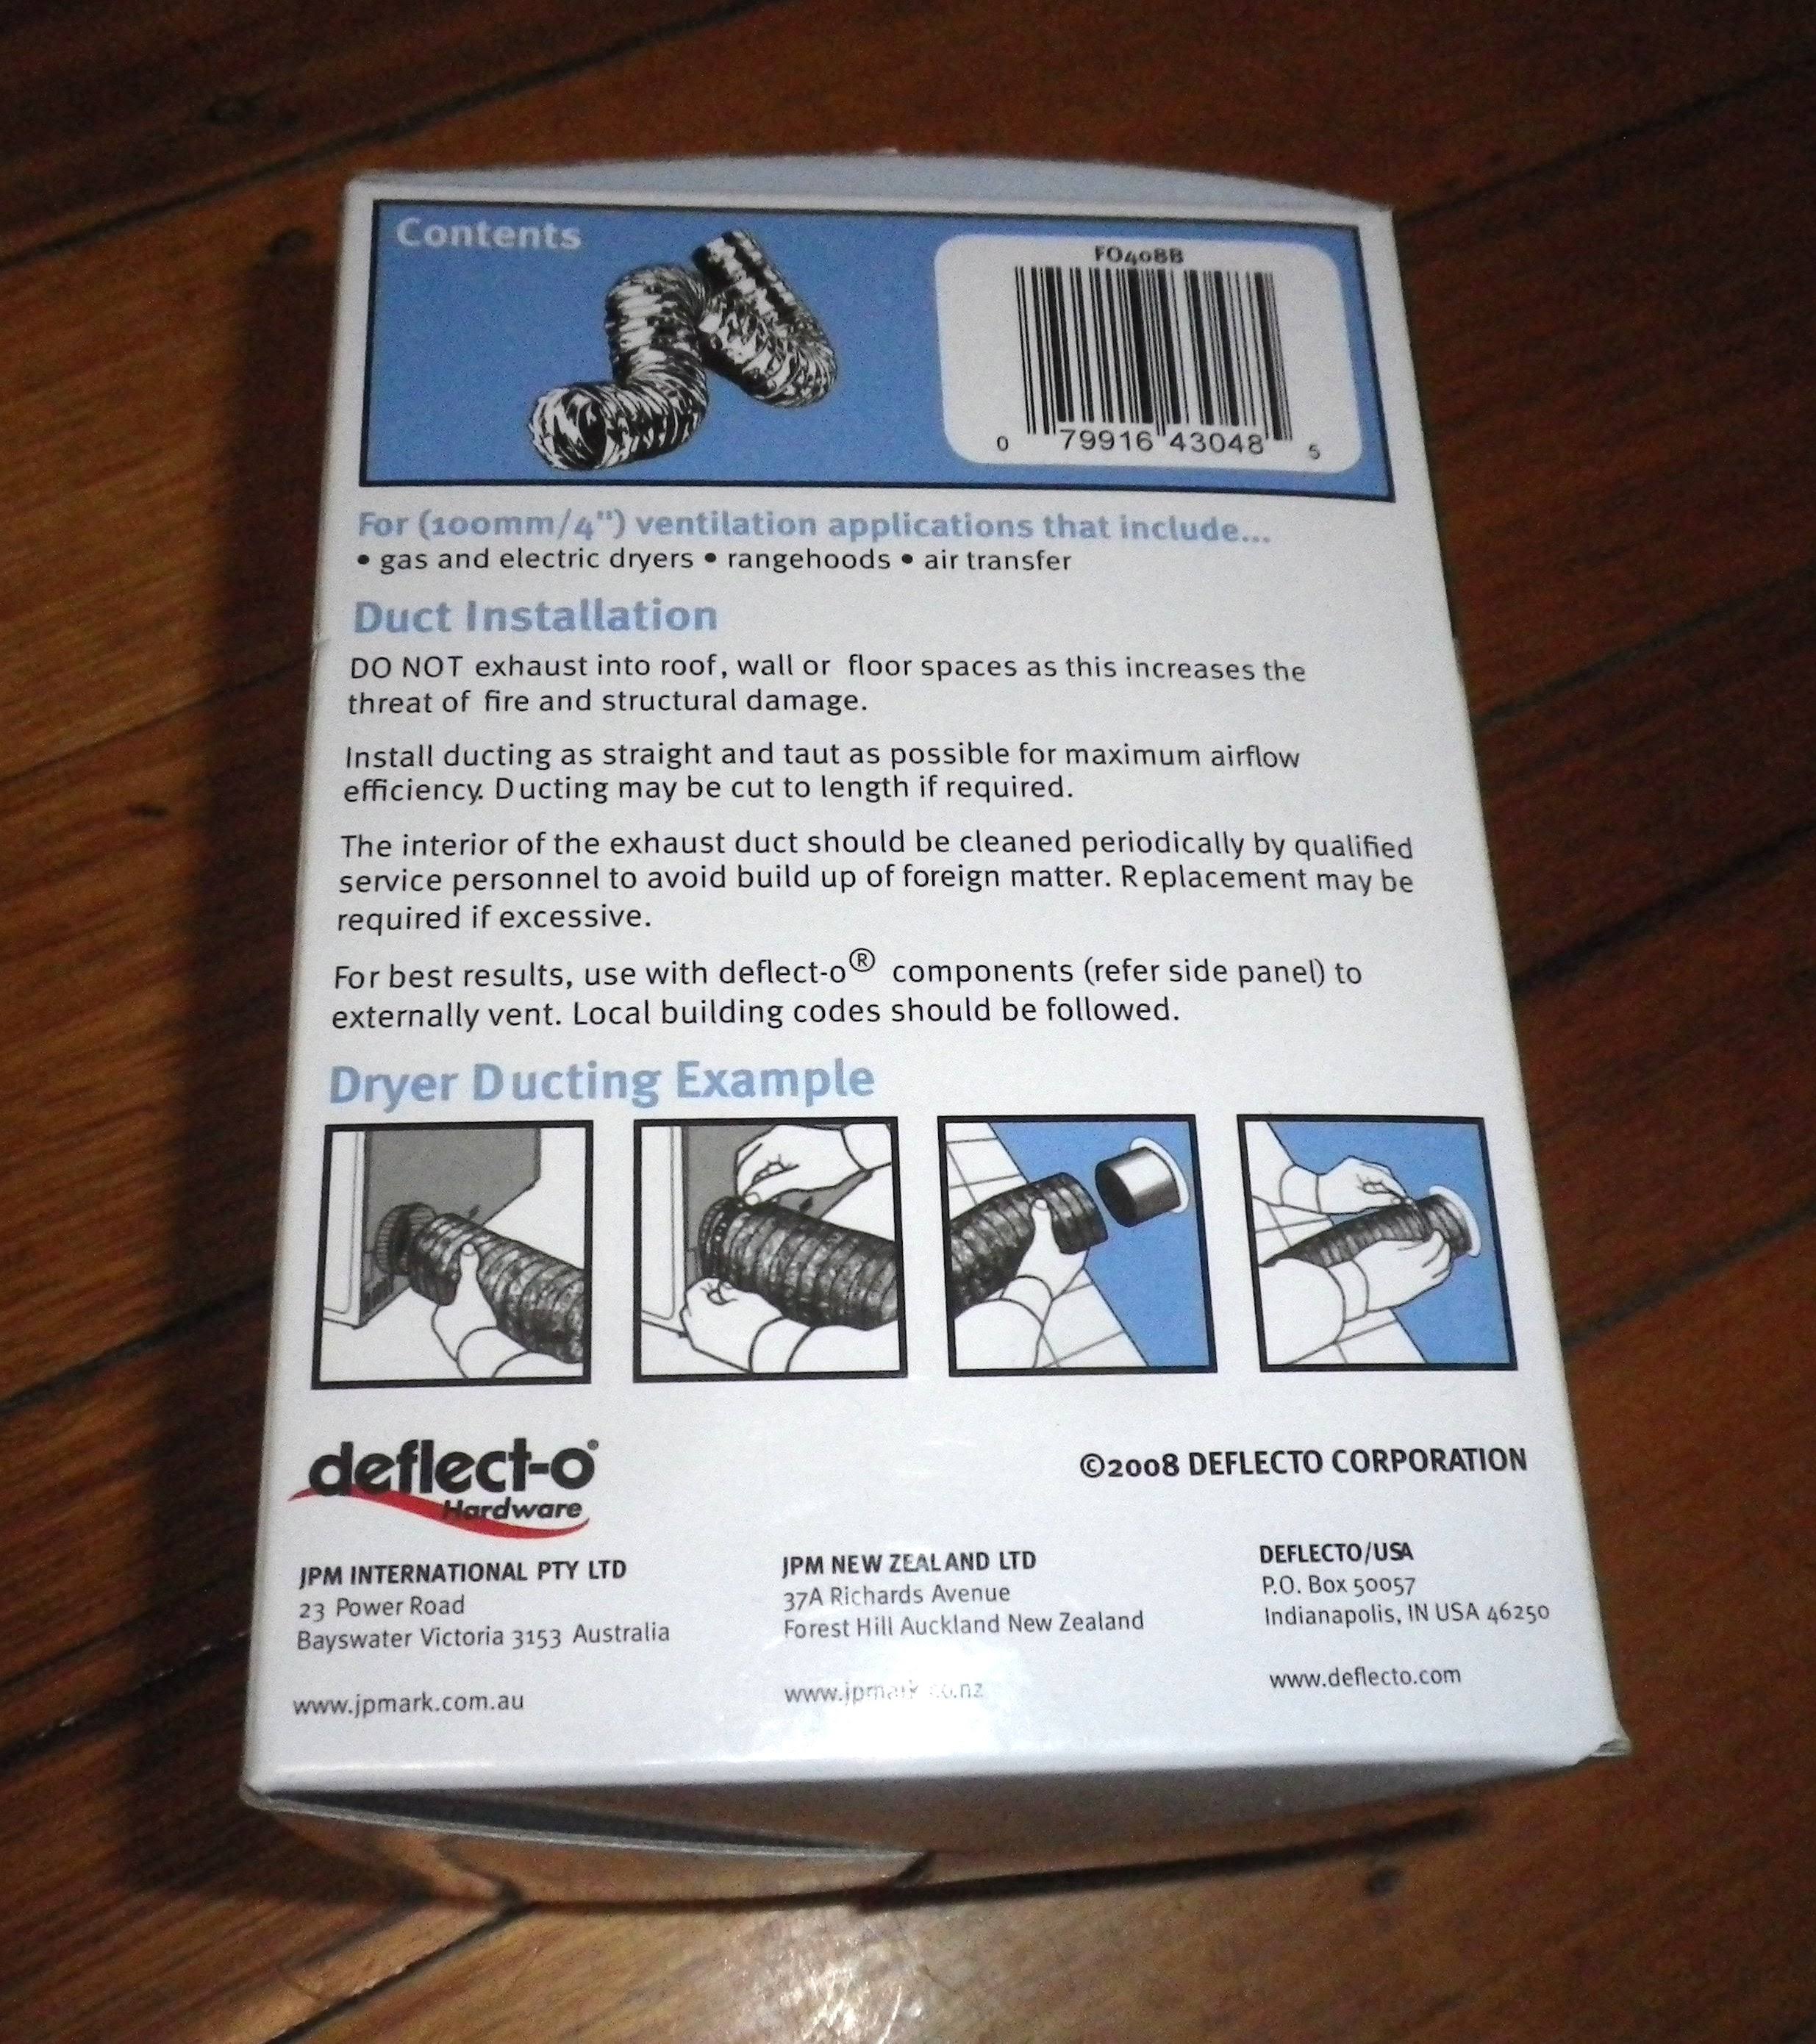 Contents
FO408B
0 79916 43048 5
For (100mm/4") ventilation applications that include...
• gas and electric dryers • rangehoods • air transfer
Duct Installation
DO NOT exhaust into roof, wall or floor spaces as this increases the
threat of fire and structural damage.
Install ducting as straight and taut as possible for maximum airflow
efficiency. Ducting may be cut to length if required.
The interior of the exhaust duct should be cleaned periodically by qualified
service personnel to avoid build up of foreign matter. Replacement may be
required if excessive.
For best results, use with deflect-o® components (refer side panel) to
externally vent. Local building codes should be followed.
Dryer Ducting Example
deflect-o®
Hardware
©2008 DEFLECTO CORPORATION
JPM INTERNATIONAL PTY LTD
23 Power Road
Bayswater Victoria 3153 Australia
www.jpmark.com.au
JPM NEW ZEALAND LTD
37A Richards Avenue
Forest Hill Auckland New Zealand
www.jpmark.co.nz
DEFLECTO/USA
P.O. Box 50057
Indianapolis, IN USA 46250
www.deflecto.com